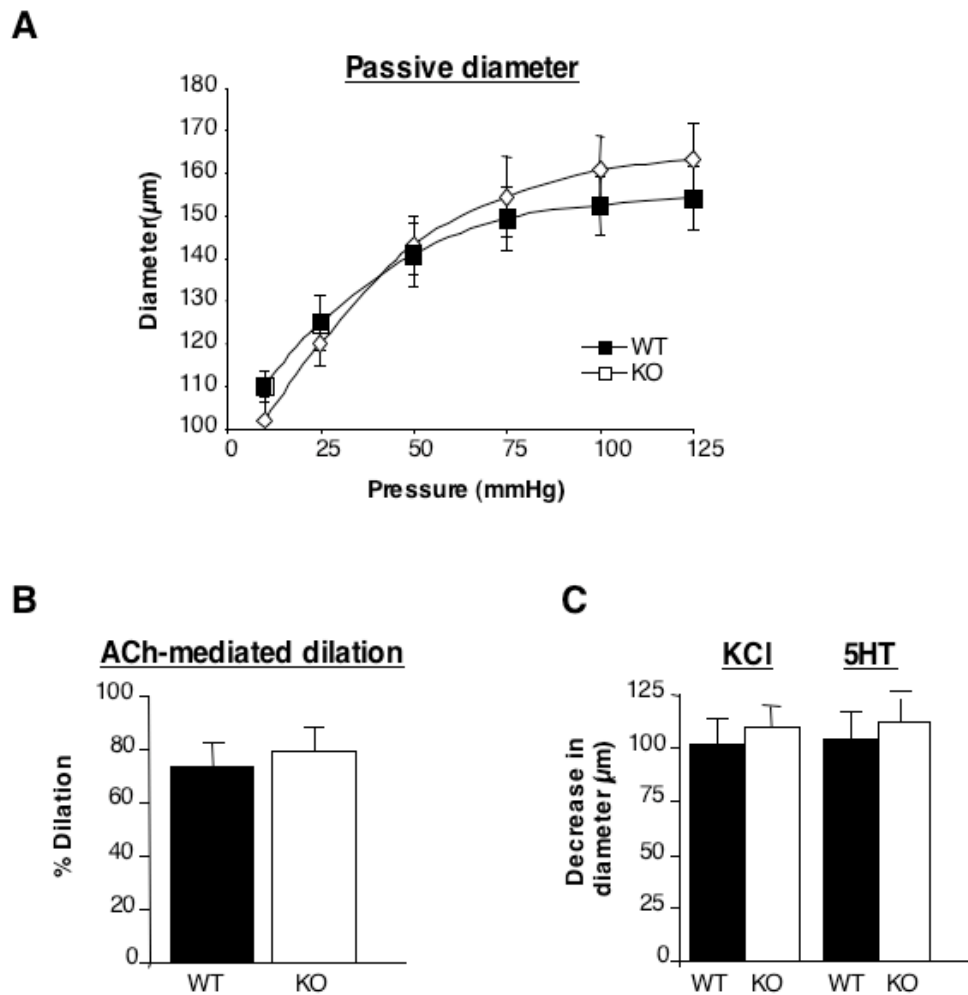 A
Passive diameter
180
170
160
150
140
130
120
110
100
Diameter(µm)
WT
KO
0 25 50 75 100 125
Pressure (mmHg)
B
ACh-mediated dilation
100
80
60
40
20
0
% Dilation
WT KO
C
KCl 5HT
125
100
75
50
25
0
Decrease in
diameter (µm)
WT KO WT KO